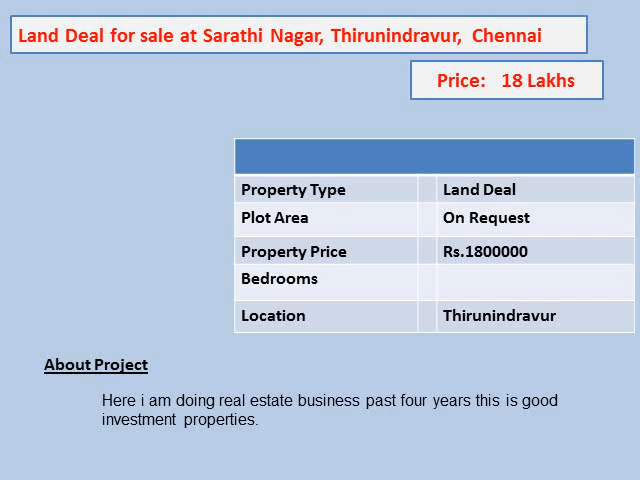 Land Deal for sale at Sarathi Nagar, Thirunindravur, Chennai
Price: 18 Lakhs
Property Type Land Deal
Plot Area On Request
Property Price Rs.1800000
Bedrooms
Location Thirunindravur
About Project
Here i am doing real estate business past four years this is good
investment properties.